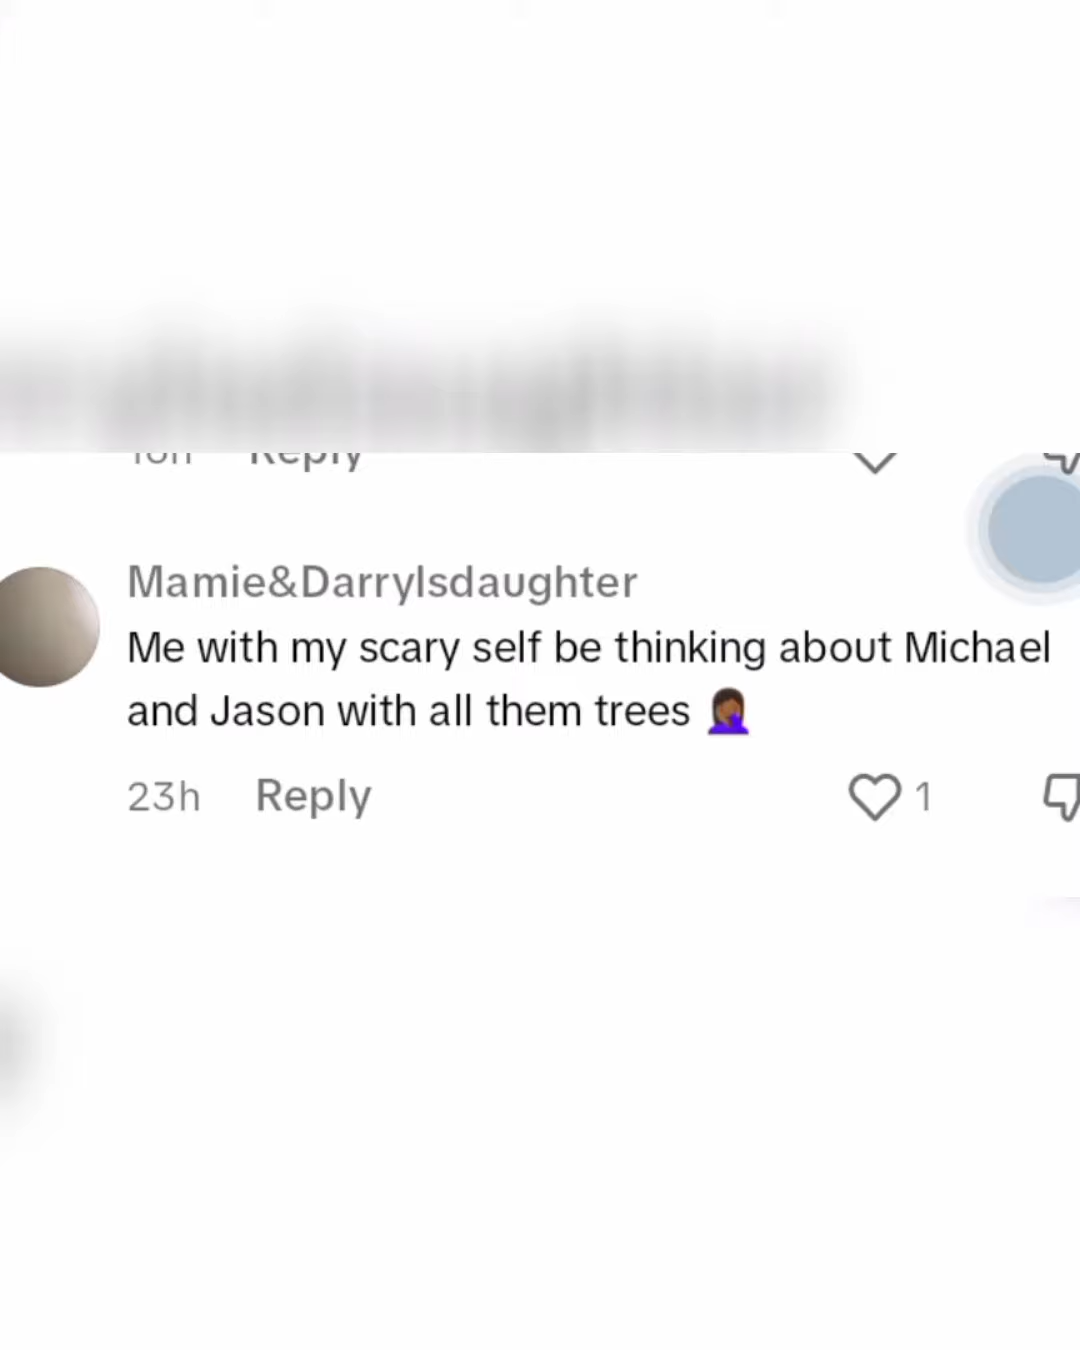 Reply
Mamie&Darrylsdaughter
Me with my scary self be thinking about Michael
and Jason with all them trees 🤦🏾‍♀️
23h Reply 1